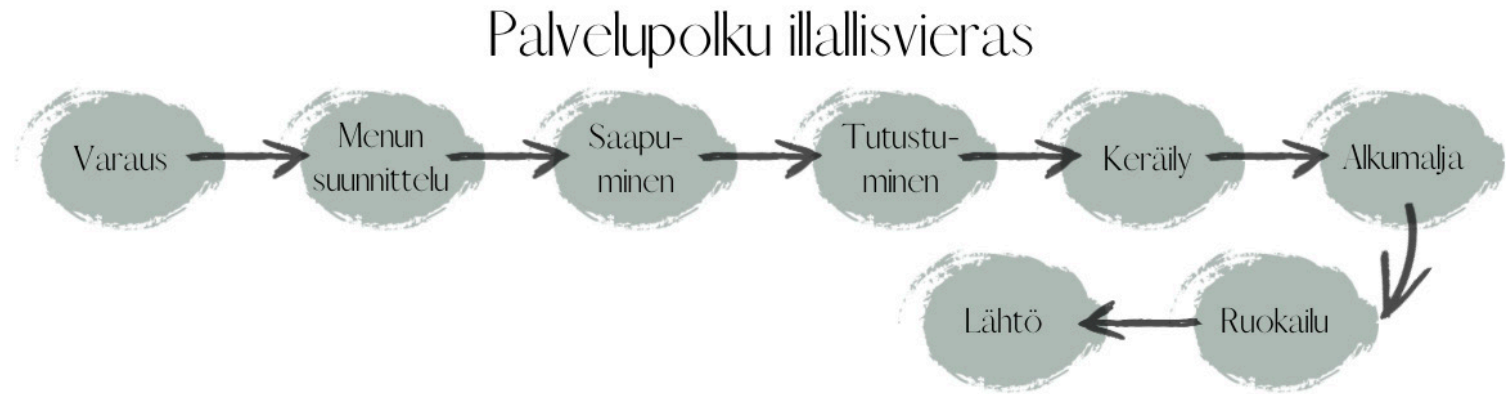 Palvelupolku illallisvieras
Varaus
Menun
suunnittelu
Saapu-
minen
Tutustu-
minen
Keräily
Alkumalja
Ruokailu
Lähtö